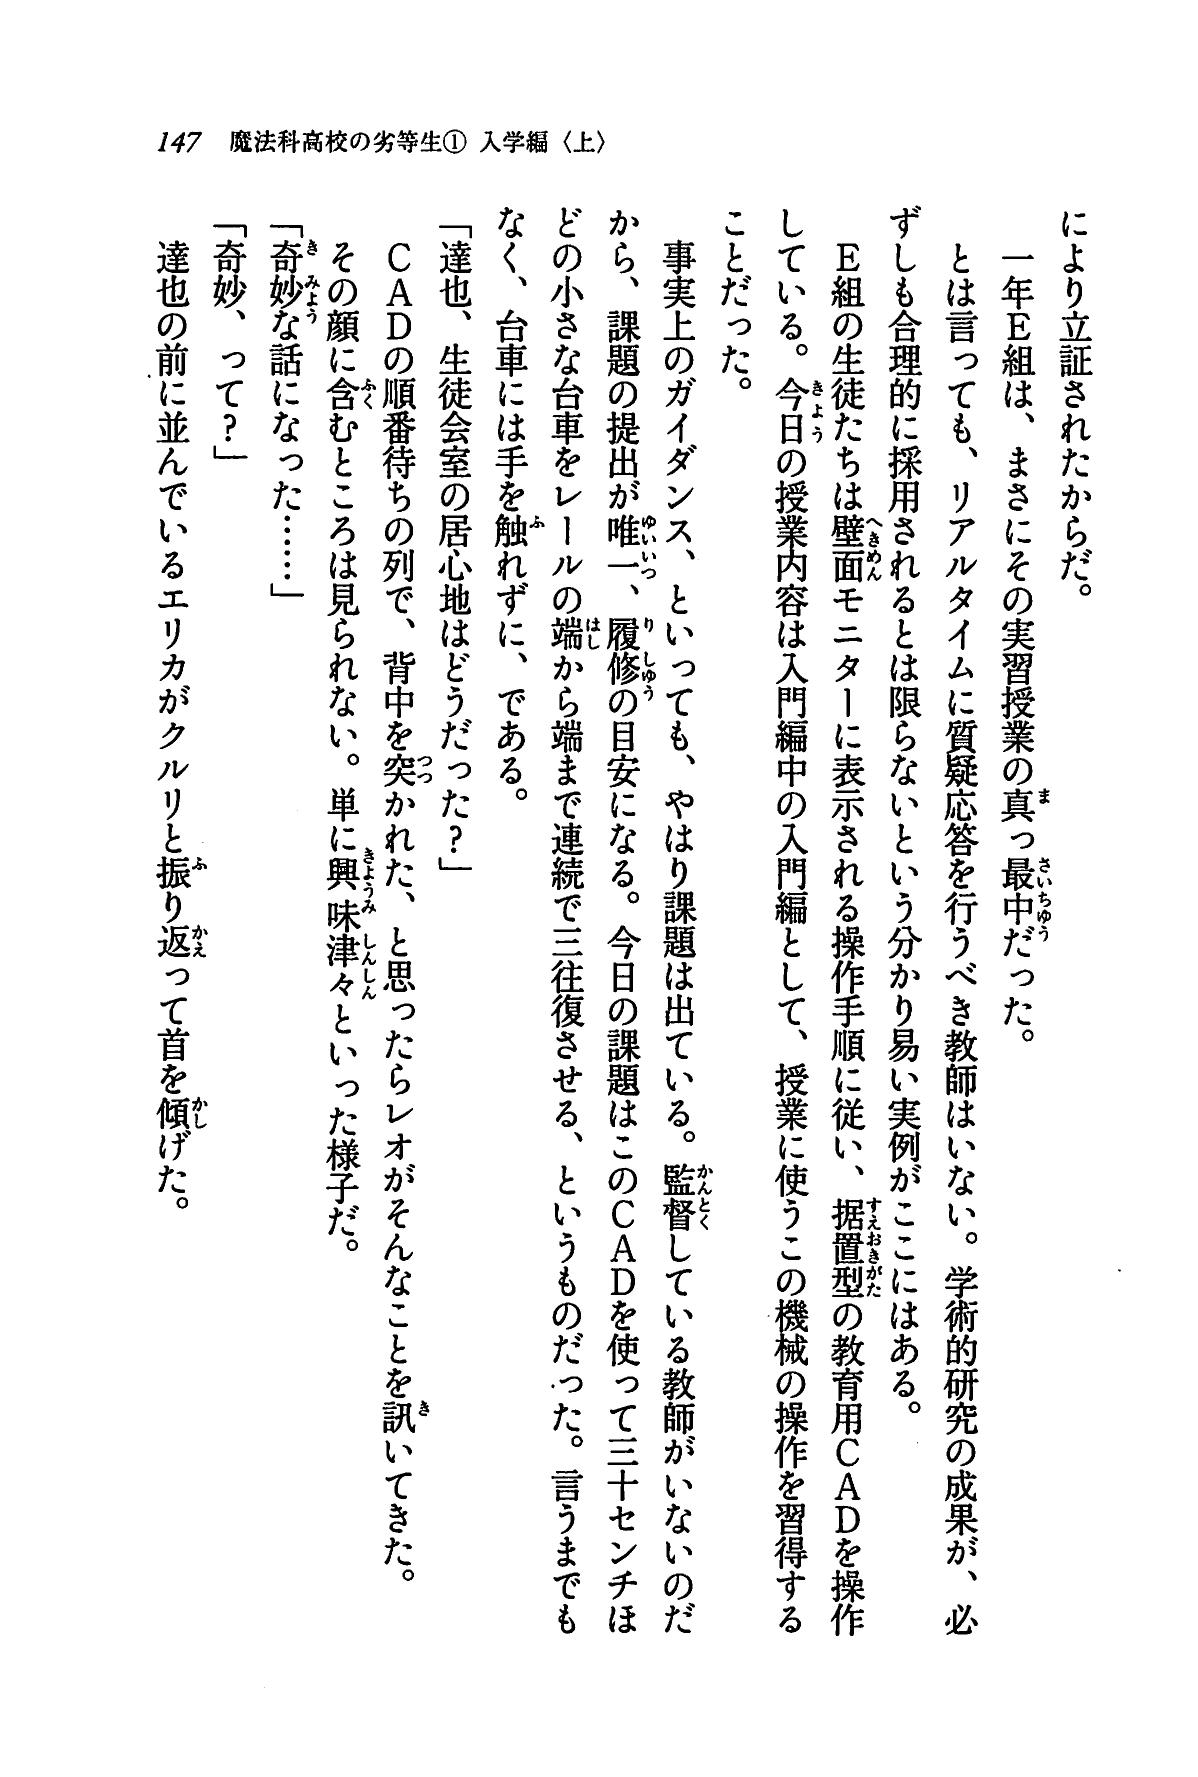 147 魔法科高校の劣等生① 入学編〈上〉
により立証されたからだ。
一年Ｅ組は、まさにその実習授業の真っ最中だった。
とは言っても、リアルタイムに質疑応答を行うべき教師はいない。学術的研究の成果が、必
ずしも合理的に採用されるとは限らないという分かり易い実例がここにはある。
Ｅ組の生徒たちは壁面モニターに表示される操作手順に従い、据置型の教育用ＣＡＤを操作
している。今日の授業内容は入門編中の入門編として、授業に使うこの機械の操作を習得する
ことだった。
事実上のガイダンス、といっても、やはり課題は出ている。監督している教師がいないのだ
から、課題の提出が唯一、履修の目安になる。今日の課題はこのＣＡＤを使って三十センチほ
どの小さな台車をレールの端から端まで連続で三往復させる、というものだった。言うまでも
なく、台車には手を触れずに、である。
「達也、生徒会室の居心地はどうだった？」
ＣＡＤの順番待ちの列で、背中を突かれた、と思ったらレオがそんなことを訊いてきた。
その顔に含むところは見られない。単に興味津々といった様子だ。
「奇妙な話になった……」
「奇妙、って？」
達也の前に並んでいるエリカがクルリと振り返って首を傾げた。